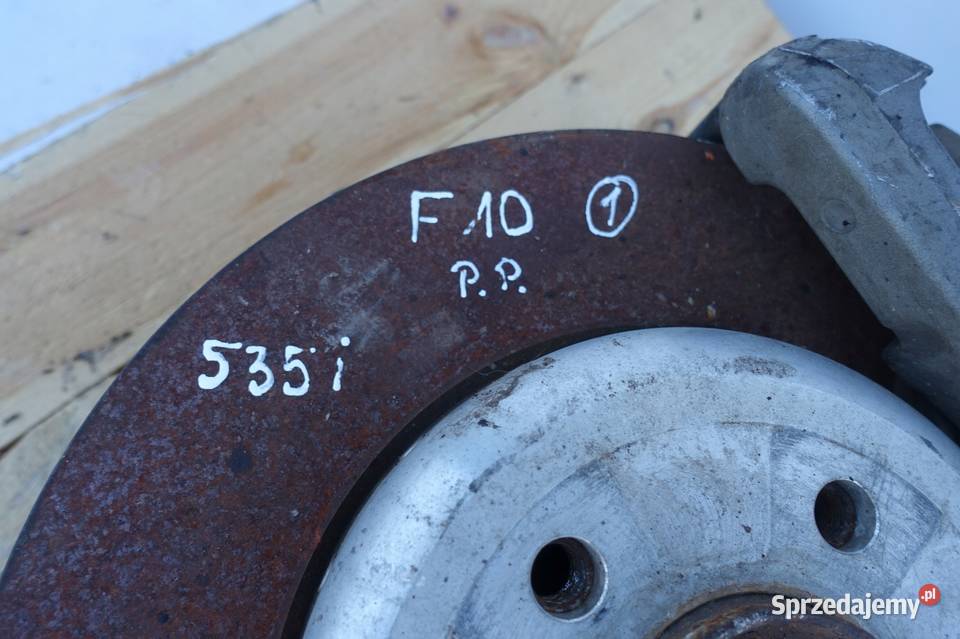 F10 ①
P.P.
535i
Sprzedajemy.pl